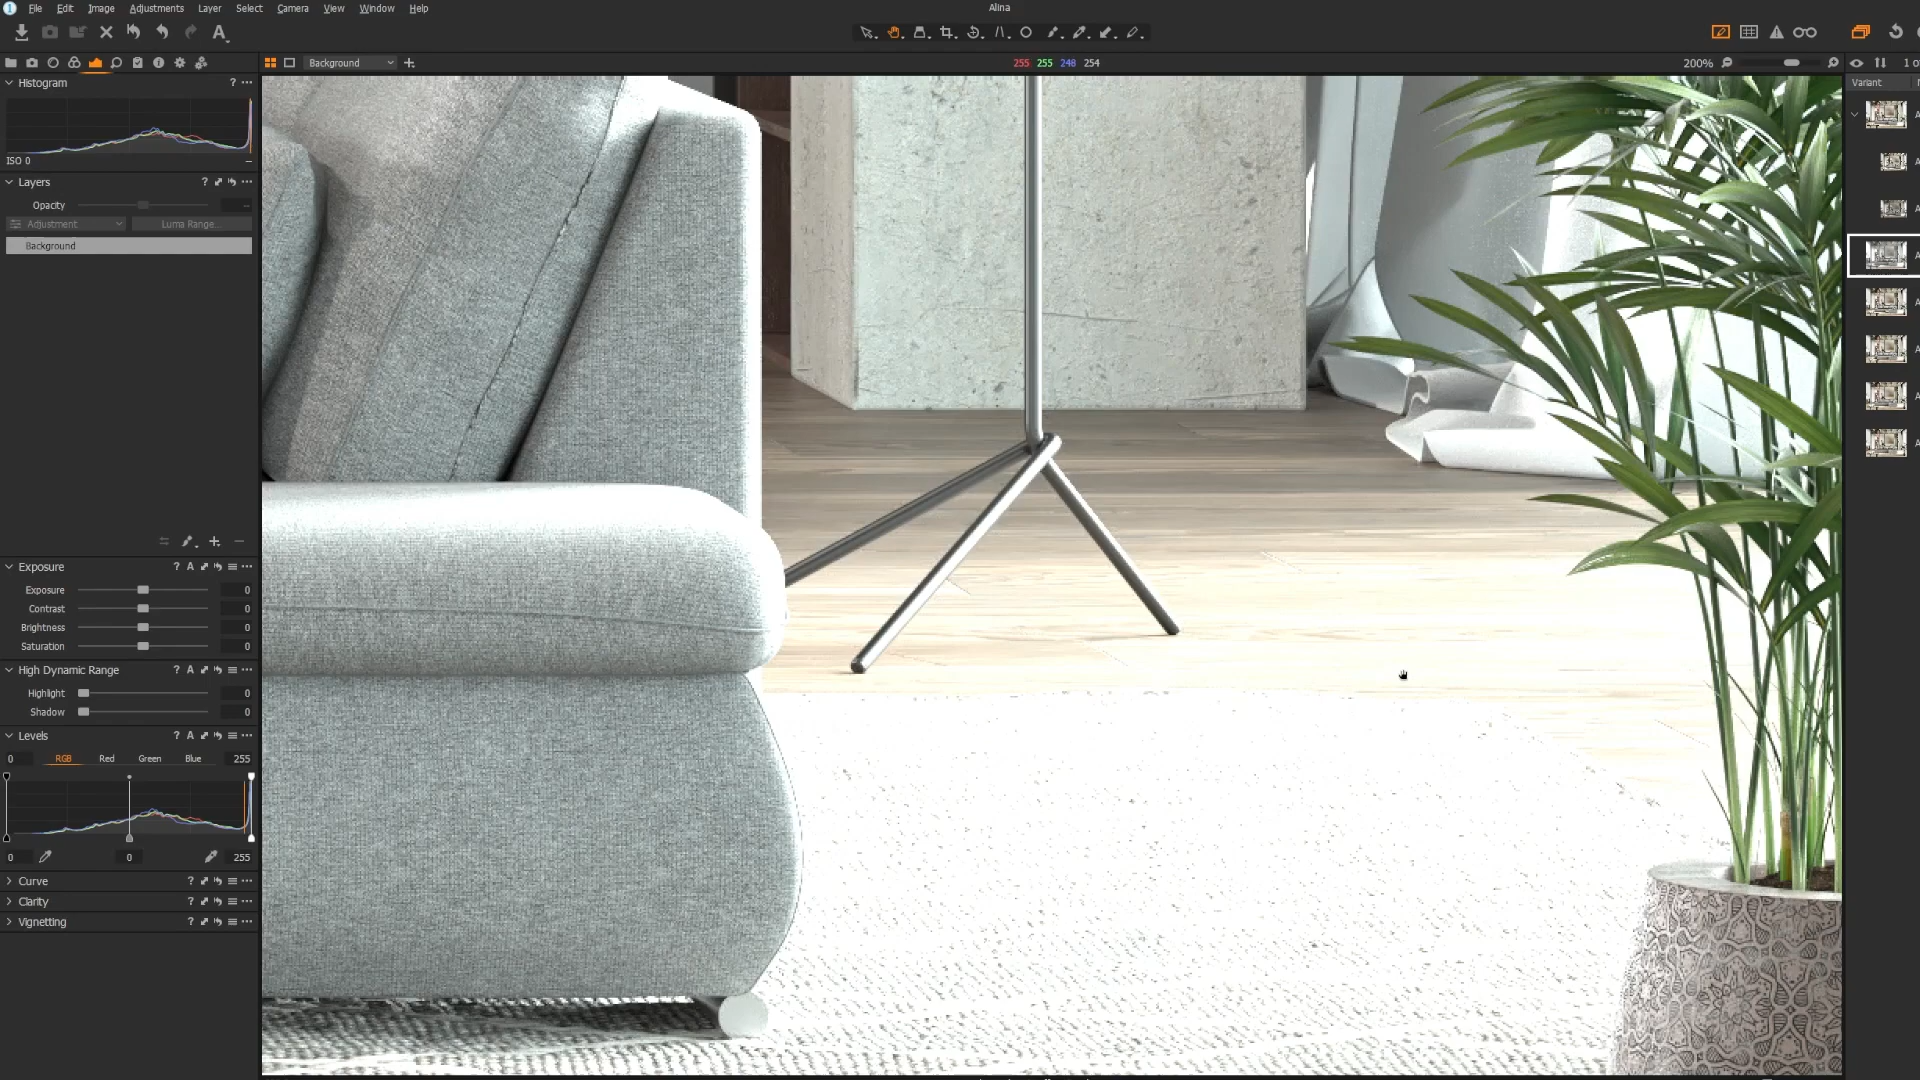 File Edit Image Adjustments Layer Select Camera View Window Help
Alina
Background
255 255 248 254
200%
Histogram
Variant
ISO 0
Layers
Opacity
Adjustment
Luma Range...
Background
Exposure
Exposure 0
Contrast 0
Brightness 0
Saturation 0
High Dynamic Range
Highlight 0
Shadow 0
Levels
0 RGB Red Green Blue 255
0 0 255
Curve
Clarity
Vignetting